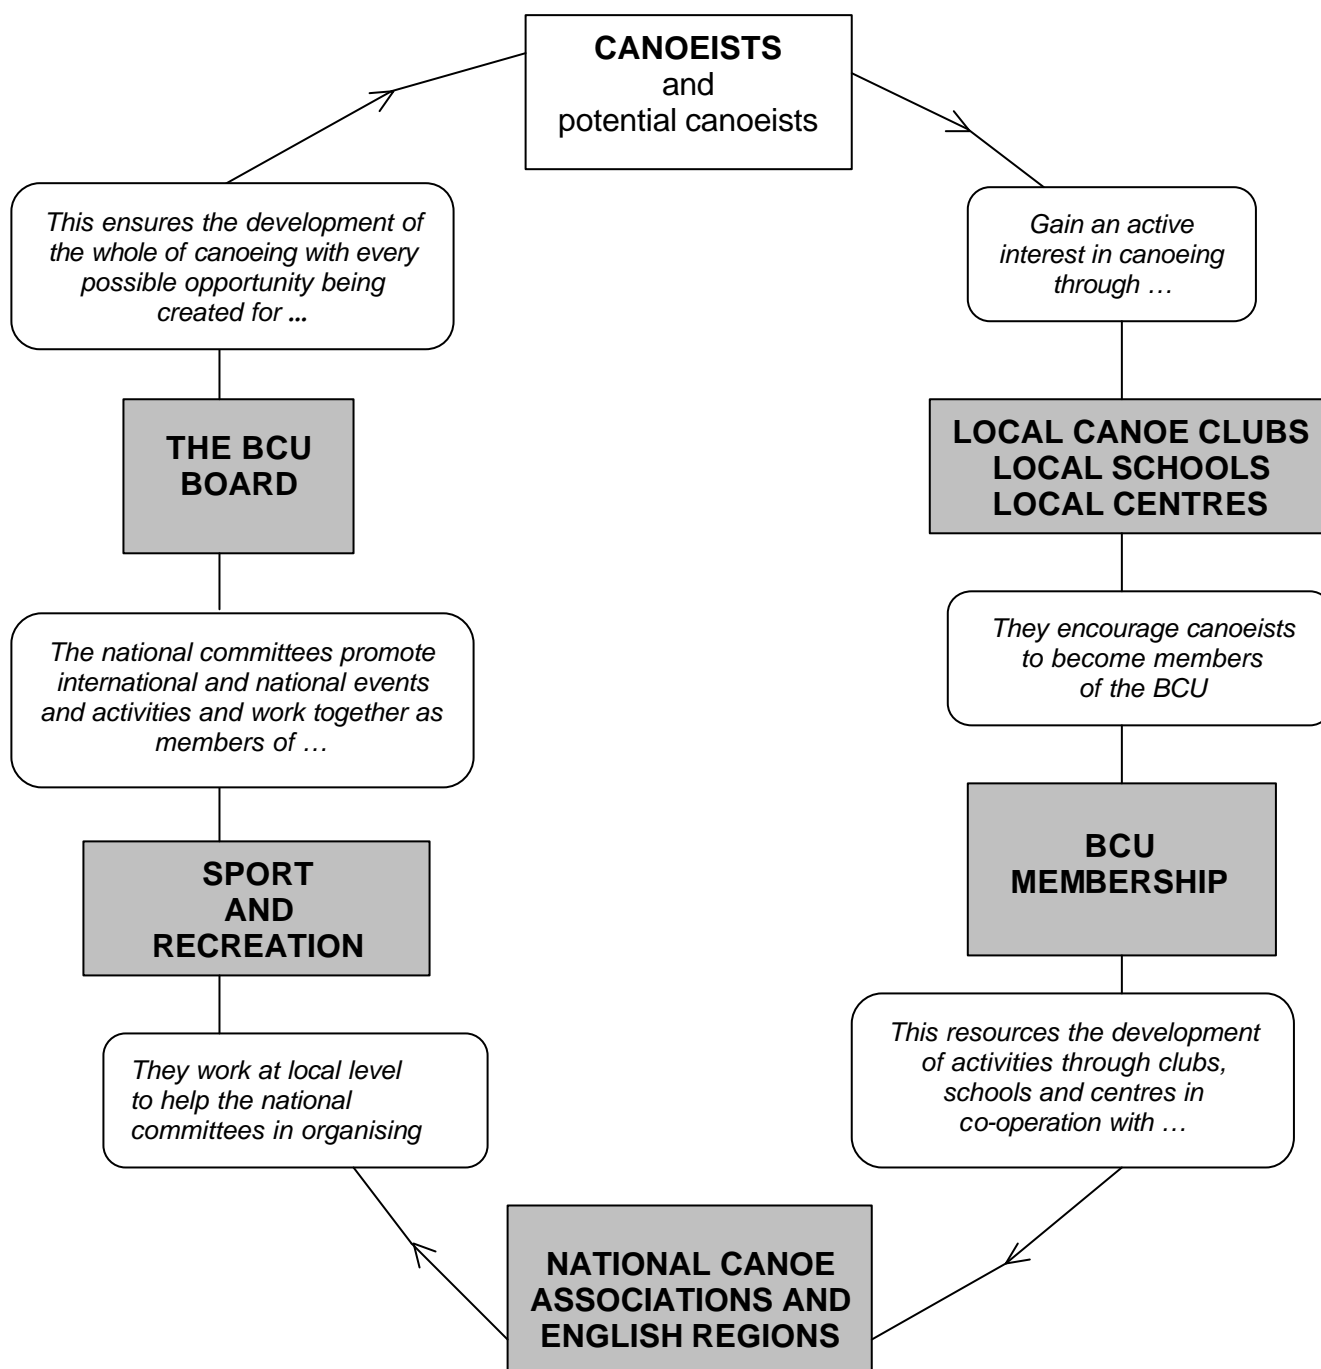 CANOEISTS
and
potential canoeists
Gain an active
interest in canoeing
through …
LOCAL CANOE CLUBS
LOCAL SCHOOLS
LOCAL CENTRES
They encourage canoeists
to become members
of the BCU
BCU
MEMBERSHIP
This resources the development
of activities through clubs,
schools and centres in
co-operation with …
NATIONAL CANOE
ASSOCIATIONS AND
ENGLISH REGIONS
They work at local level
to help the national
committees in organising
SPORT
AND
RECREATION
The national committees promote
international and national events
and activities and work together as
members of …
THE BCU
BOARD
This ensures the development of
the whole of canoeing with every
possible opportunity being
created for ...